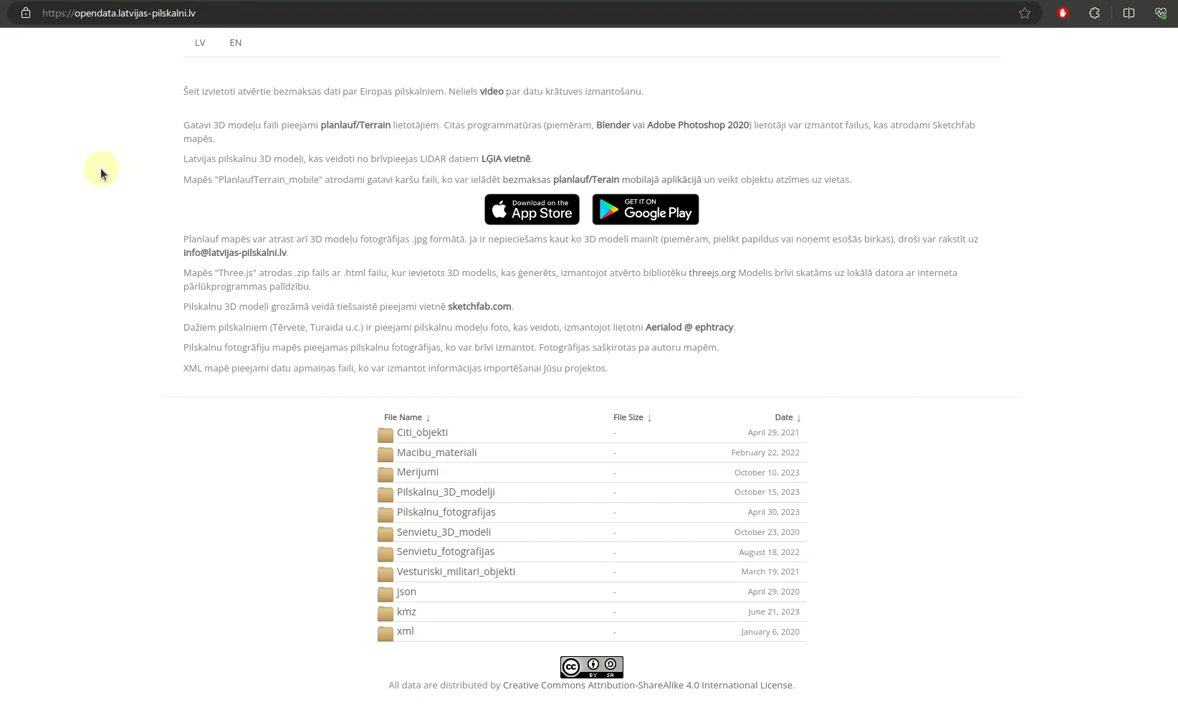 https://opendata.latvijas-pilskalni.lv
LV EN
Šeit izvietoti atvērtie bezmaksas dati par Eiropas pilskalniem. Neliels video par datu krātuves izmantošanu.
Gatavi 3D modeļu faili pieejami planlauf/Terrain lietotājiem. Citas programmatūras (piemēram, Blender vai Adobe Photoshop 2020) lietotāji var izmantot failus, kas atrodami Sketchfab
mapēs.
Latvijas pilskalnu 3D modeļi, kas veidoti no brīvpieejas LiDAR datiem LĢIA vietnē.
Mapēs "PlanlaufTerrain_mobile" atrodami gatavi karšu faili, ko var ielādēt bezmaksas planlauf/Terain mobilajā aplikācijā un veikt objektu atzīmes uz vietas.
Download on the
App Store
GET IT ON
Google Play
Planlauf mapēs var atrast arī 3D modeļu fotogrāfijas .jpg formātā. Ja ir nepieciešams kaut ko 3D modelī mainīt (piemēram, pielikt papildus vai noņemt esošās birkas), droši var rakstīt uz
info@latvijas-pilskalni.lv.
Mapēs "Three.js" atrodas .zip fails ar .html failu, kur ievietots 3D modelis, kas ģenerēts, izmantojot atvērto bibliotēku threejs.org Modelis brīvi skatāms uz lokālā datora ar interneta
pārlūkprogrammas palīdzību.
Pilskalnu 3D modeļi grozāmā veidā tiešsaistē pieejami vietnē sketchfab.com.
Dažiem pilskalniem (Tērvete, Turaida u.c.) ir pieejami pilskalnu modeļu foto, kas veidoti, izmantojot lietotni Aerialod @ ephtracy.
Pilskalnu fotogrāfiju mapēs pieejamas pilskalnu fotogrāfijas, ko var brīvi izmantot. Fotogrāfijas sašķirotas pa autoru mapēm.
XML mapē pieejami datu apmaiņas faili, ko var izmantot informācijas importēšanai Jūsu projektos.
File Name ↓ File Size ↓ Date ↓
Citi_objekti - April 29, 2021
Macibu_materiali - February 22, 2022
Merijumi - October 10, 2023
Pilskalnu_3D_modelji - October 15, 2023
Pilskalnu_fotografijas - April 30, 2023
Senvietu_3D_modeli - October 23, 2020
Senvietu_fotografijas - August 18, 2022
Vesturiski_militari_objekti - March 19, 2021
json - April 29, 2020
kmz - June 21, 2023
xml - January 6, 2020
cc BY SA
All data are distributed by Creative Commons Attribution-ShareAlike 4.0 International License.